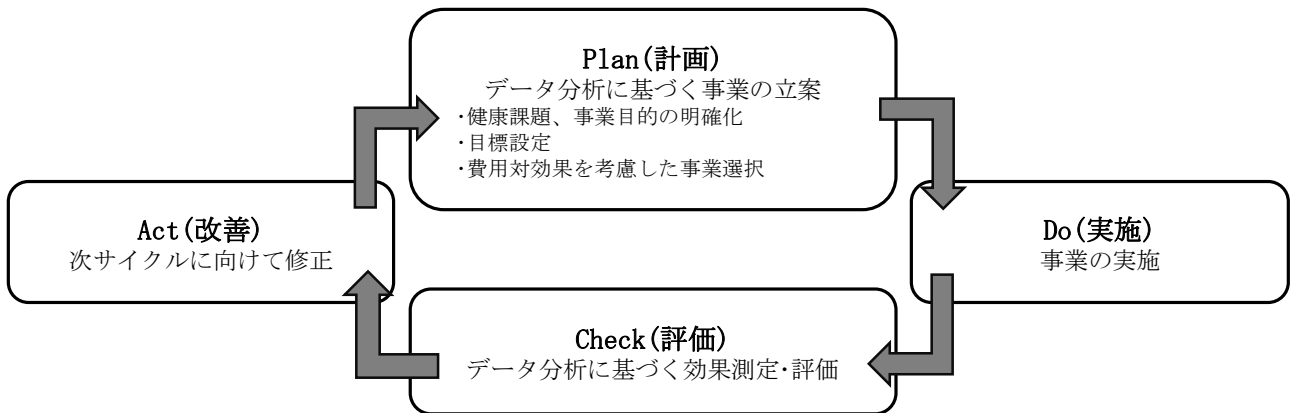 Plan(計画)
データ分析に基づく事業の立案
・健康課題、事業目的の明確化
・目標設定
・費用対効果を考慮した事業選択
Act(改善)
次サイクルに向けて修正
Do(実施)
事業の実施
Check(評価)
データ分析に基づく効果測定・評価